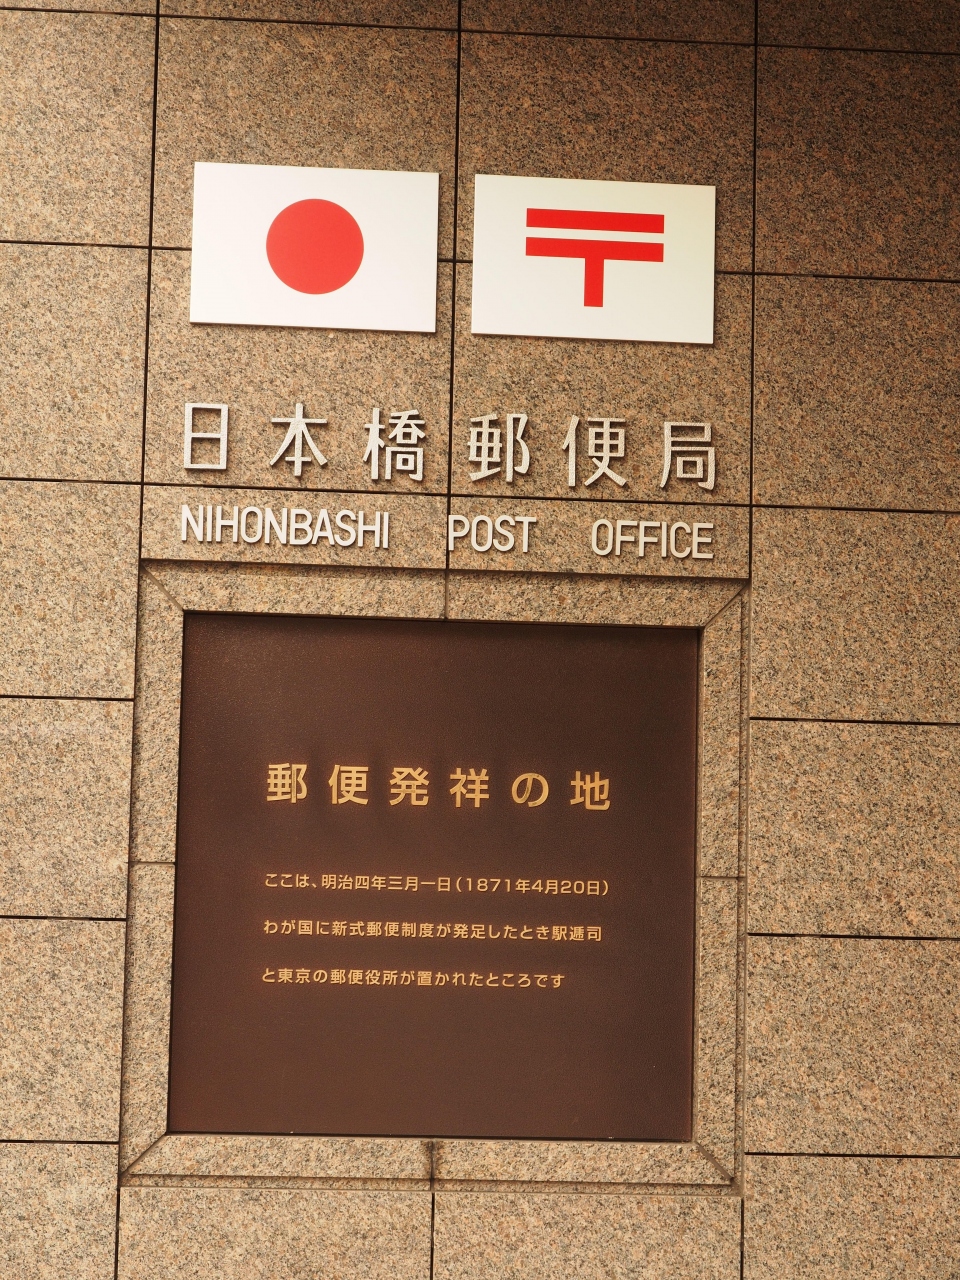 〒
日本橋郵便局
NIHONBASHI POST OFFICE
郵便発祥の地
ここは、明治四年三月一日(1871年4月20日)
わが国に新式郵便制度が発足したとき駅逓司
と東京の郵便役所が置かれたところです